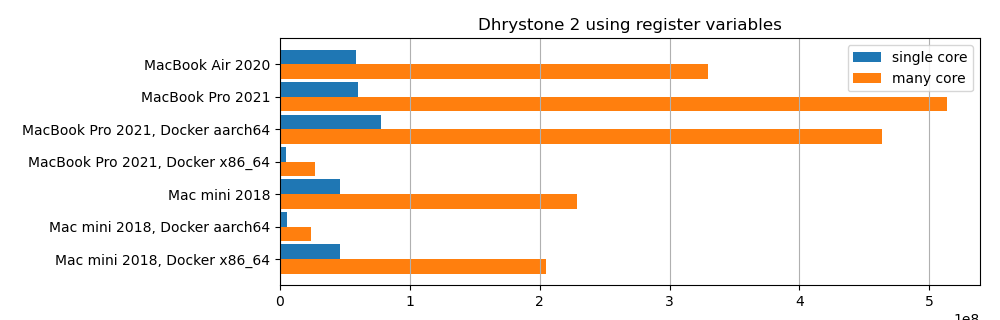 Dhrystone 2 using register variables
single core
many core
MacBook Air 2020
MacBook Pro 2021
MacBook Pro 2021, Docker aarch64
MacBook Pro 2021, Docker x86_64
Mac mini 2018
Mac mini 2018, Docker aarch64
Mac mini 2018, Docker x86_64
0 1 2 3 4 5
1e8